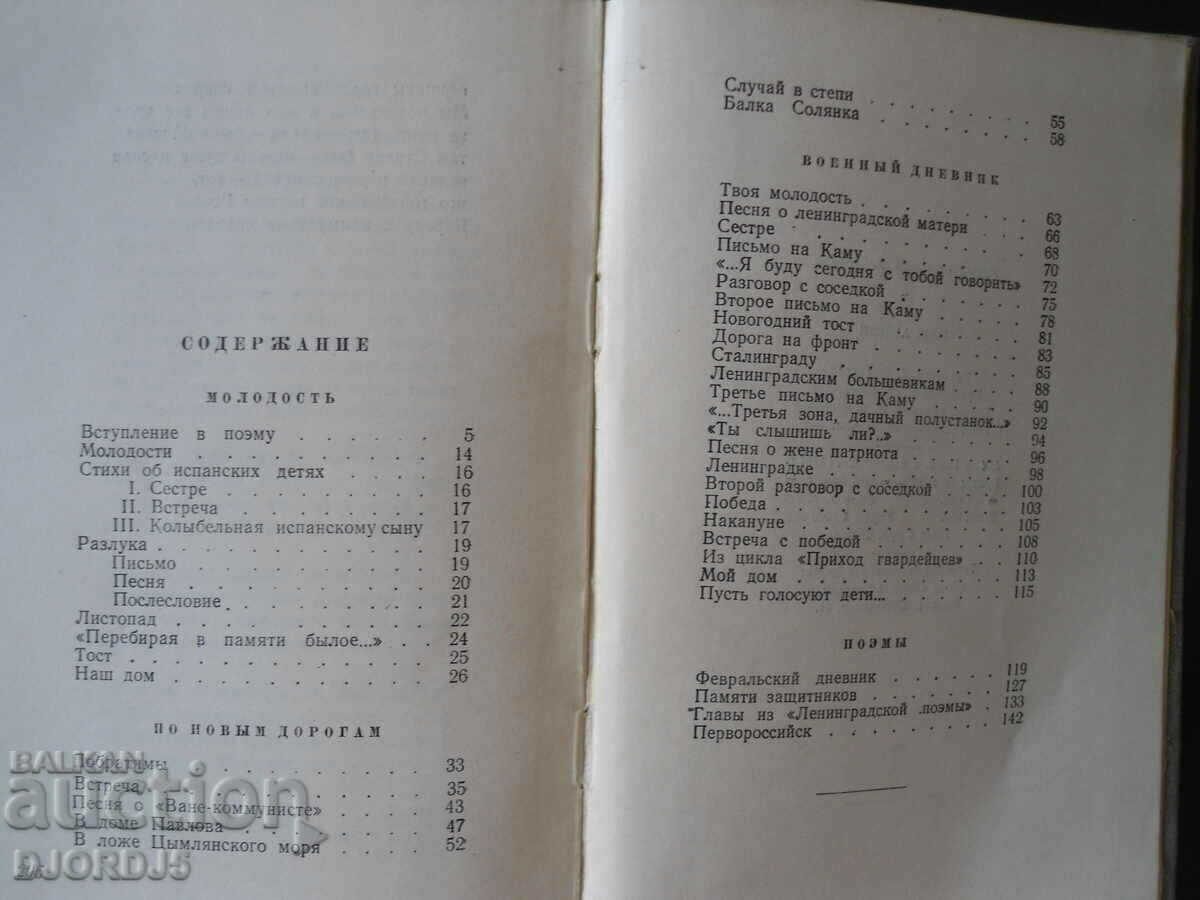 СОДЕРЖАНИЕ
МОЛОДОСТЬ
Вступление в поэму . . . . . . 5
Молодости . . . . . . . . . . 14
Стихи об испанских детях . . . . 16
I. Сестре . . . . . . . . . 16
II. Встреча . . . . . . . . 17
III. Колыбельная испанскому сыну 17
Разлука . . . . . . . . . . . 19
Письмо . . . . . . . . . . 19
Песня . . . . . . . . . . 20
Послесловие . . . . . . . . 21
Листопад . . . . . . . . . . 22
«Перебирая в памяти былое...» . . 24
Тост . . . . . . . . . . . . 25
Наш дом . . . . . . . . . . 26
ПО НОВЫМ ДОРОГАМ
Побратимы . . . . . . . . . . 33
Встреча . . . . . . . . . . . 35
Песня о «Ване-коммунисте» . . . . 43
В доме Павлова . . . . . . . . 47
В ложе Цымлянского моря . . . . 52
206
Случай в степи . . . . . . . . 55
Балка Солянка . . . . . . . . 58
ВОЕННЫЙ ДНЕВНИК
Твоя молодость . . . . . . . . 63
Песня о ленинградской матери . . . 66
Сестре . . . . . . . . . . . 68
Письмо на Каму . . . . . . . . 70
«...Я буду сегодня с тобой говорить» 72
Разговор с соседкой . . . . . . 75
Второе письмо на Каму . . . . . 78
Новогодний тост . . . . . . . . 81
Дорога на фронт . . . . . . . . 83
Сталинграду . . . . . . . . . 85
Ленинградским большевикам . . . . 88
Третье письмо на Каму . . . . . 90
«...Третья зона, дачный полустанок...» 92
«Ты слышишь ли?..» . . . . . . . 94
Песня о жене патриота . . . . . 96
Ленинградке . . . . . . . . . 98
Второй разговор с соседкой . . . . 100
Победа . . . . . . . . . . . 103
Накануне . . . . . . . . . . 105
Встреча с победой . . . . . . . 108
Из цикла «Приход гвардейцев» . . . 110
Мой дом . . . . . . . . . . 113
Пусть голосуют дети... . . . . . . 115
ПОЭМЫ
Февральский дневник . . . . . . 119
Памяти защитников . . . . . . . 127
Главы из «Ленинградской поэмы» . . 133
Первороссийск . . . . . . . . . 142
BALKAN
auction
DJORDJ5